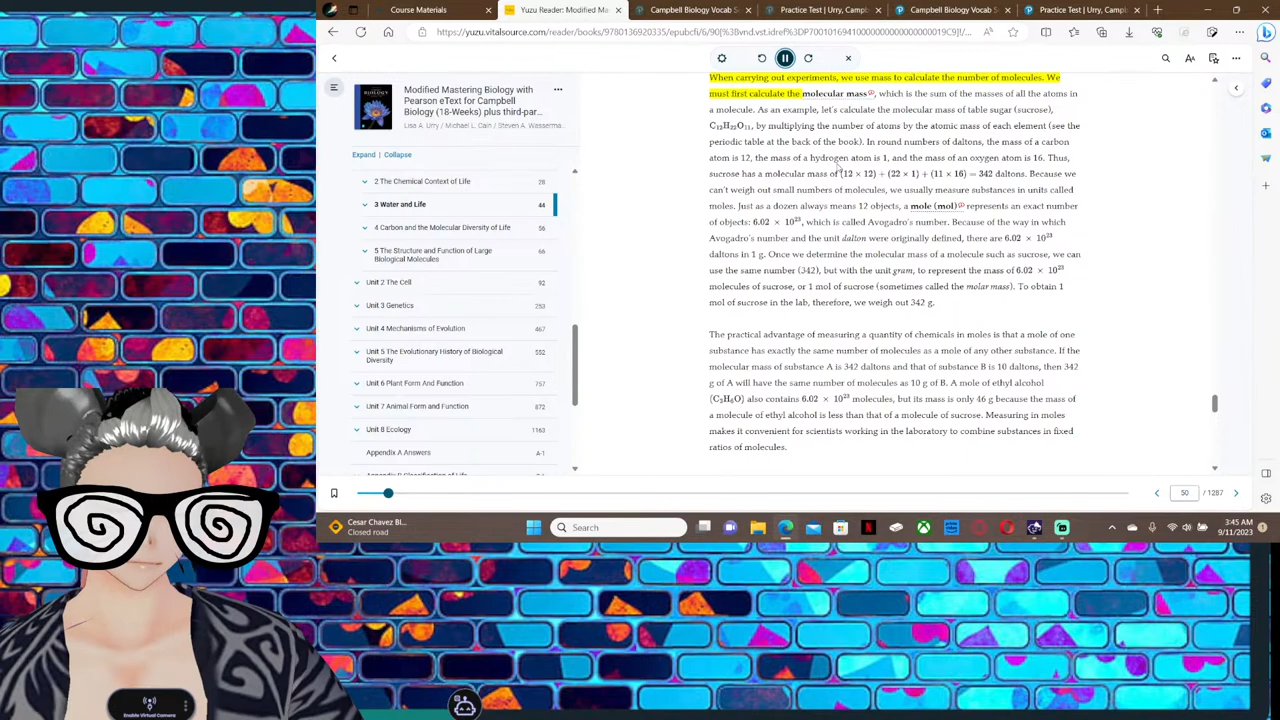 Course Materials
Yuzu Reader: Modified Ma
Campbell Biology Vocab S
Practice Test | Urry, Camp
Campbell Biology Vocab
Study | Urry, Campbell Bi
https://yuzu.vitalsource.com/reader/books/9780136920335/epubcfi/6/90[%3Bvnd.vst.idref%3DP7001016941000000000000000019C9]!/...
Modified Mastering Biology with
Pearson eText for Campbell
Biology (18-Weeks) plus third-par...
Lisa A. Urry / Michael L. Cain / Steven A. Wasserma...
Expand | Collapse
2 The Chemical Context of Life 28
3 Water and Life 44
4 Carbon and the Molecular Diversity of Life 56
5 The Structure and Function of Large
Biological Molecules 66
Unit 2 The Cell 92
Unit 3 Genetics 253
Unit 4 Mechanisms of Evolution 467
Unit 5 The Evolutionary History of Biological
Diversity 552
Unit 6 Plant Form And Function 757
Unit 7 Animal Form and Function 872
Unit 8 Ecology 1163
Appendix A Answers A-1
When carrying out experiments, we use mass to calculate the number of molecules. We
must first calculate the molecular mass, which is the sum of the masses of all the atoms in
a molecule. As an example, let's calculate the molecular mass of table sugar (sucrose),
C₁₂H₂₂O₁₁, by multiplying the number of atoms by the atomic mass of each element (see the
periodic table at the back of the book). In round numbers of daltons, the mass of a carbon
atom is 12, the mass of a hydrogen atom is 1, and the mass of an oxygen atom is 16. Thus,
sucrose has a molecular mass of (12 × 12) + (22 × 1) + (11 × 16) = 342 daltons. Because we
can't weigh out small numbers of molecules, we usually measure substances in units called
moles. Just as a dozen always means 12 objects, a mole (mol) represents an exact number
of objects: 6.02 × 10²³, which is called Avogadro's number. Because of the way in which
Avogadro's number and the unit dalton were originally defined, there are 6.02 × 10²³
daltons in 1 g. Once we determine the molecular mass of a molecule such as sucrose, we can
use the same number (342), but with the unit gram, to represent the mass of 6.02 × 10²³
molecules of sucrose, or 1 mol of sucrose (sometimes called the molar mass). To obtain 1
mol of sucrose in the lab, therefore, we weigh out 342 g.
The practical advantage of measuring a quantity of chemicals in moles is that a mole of one
substance has exactly the same number of molecules as a mole of any other substance. If the
molecular mass of substance A is 342 daltons and that of substance B is 10 daltons, then 342
g of A will have the same number of molecules as 10 g of B. A mole of ethyl alcohol
(C₂H₆O) also contains 6.02 × 10²³ molecules, but its mass is only 46 g because the mass of
a molecule of ethyl alcohol is less than that of a molecule of sucrose. Measuring in moles
makes it convenient for scientists working in the laboratory to combine substances in fixed
ratios of molecules.
50 / 1287
Cesar Chavez Bl...
Closed road
Search
3:45 AM
9/11/2023
Enable Virtual Camera